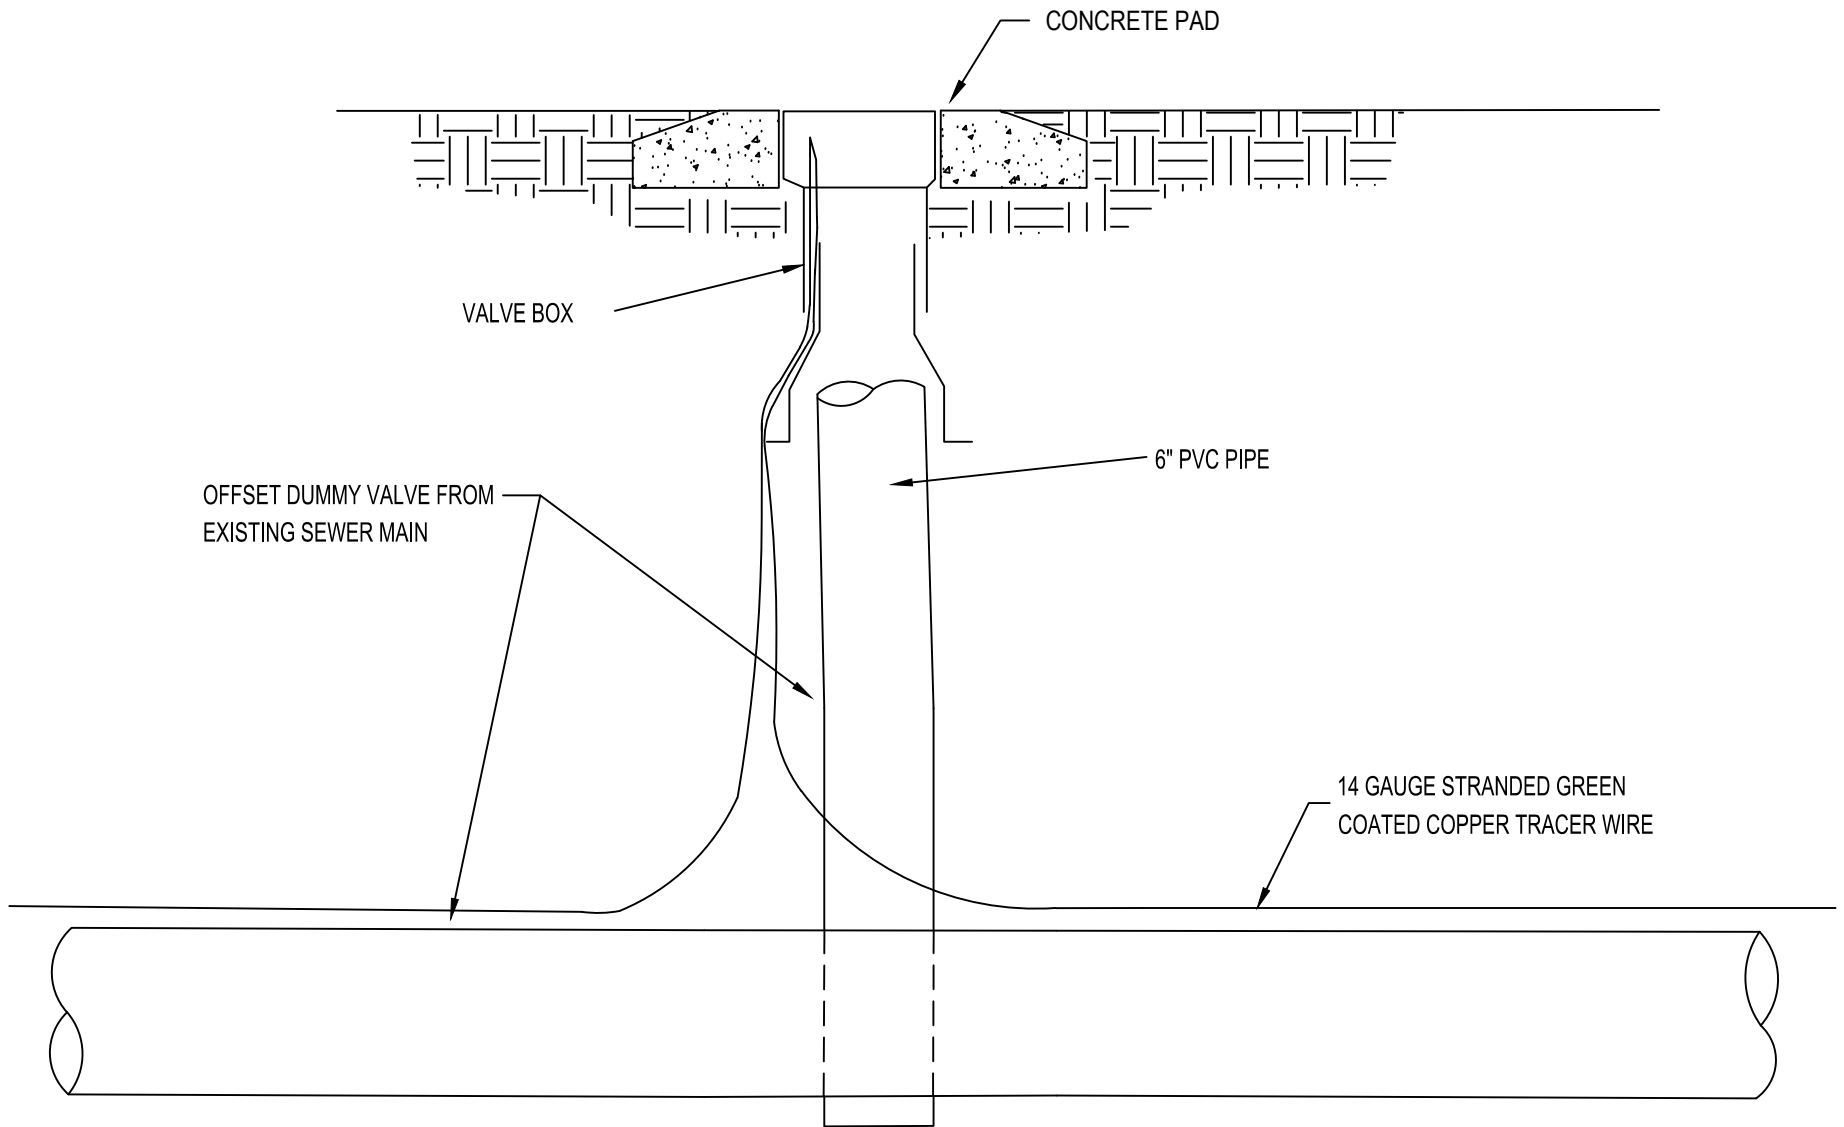 CONCRETE PAD
VALVE BOX
6" PVC PIPE
OFFSET DUMMY VALVE FROM
EXISTING SEWER MAIN
14 GAUGE STRANDED GREEN
COATED COPPER TRACER WIRE